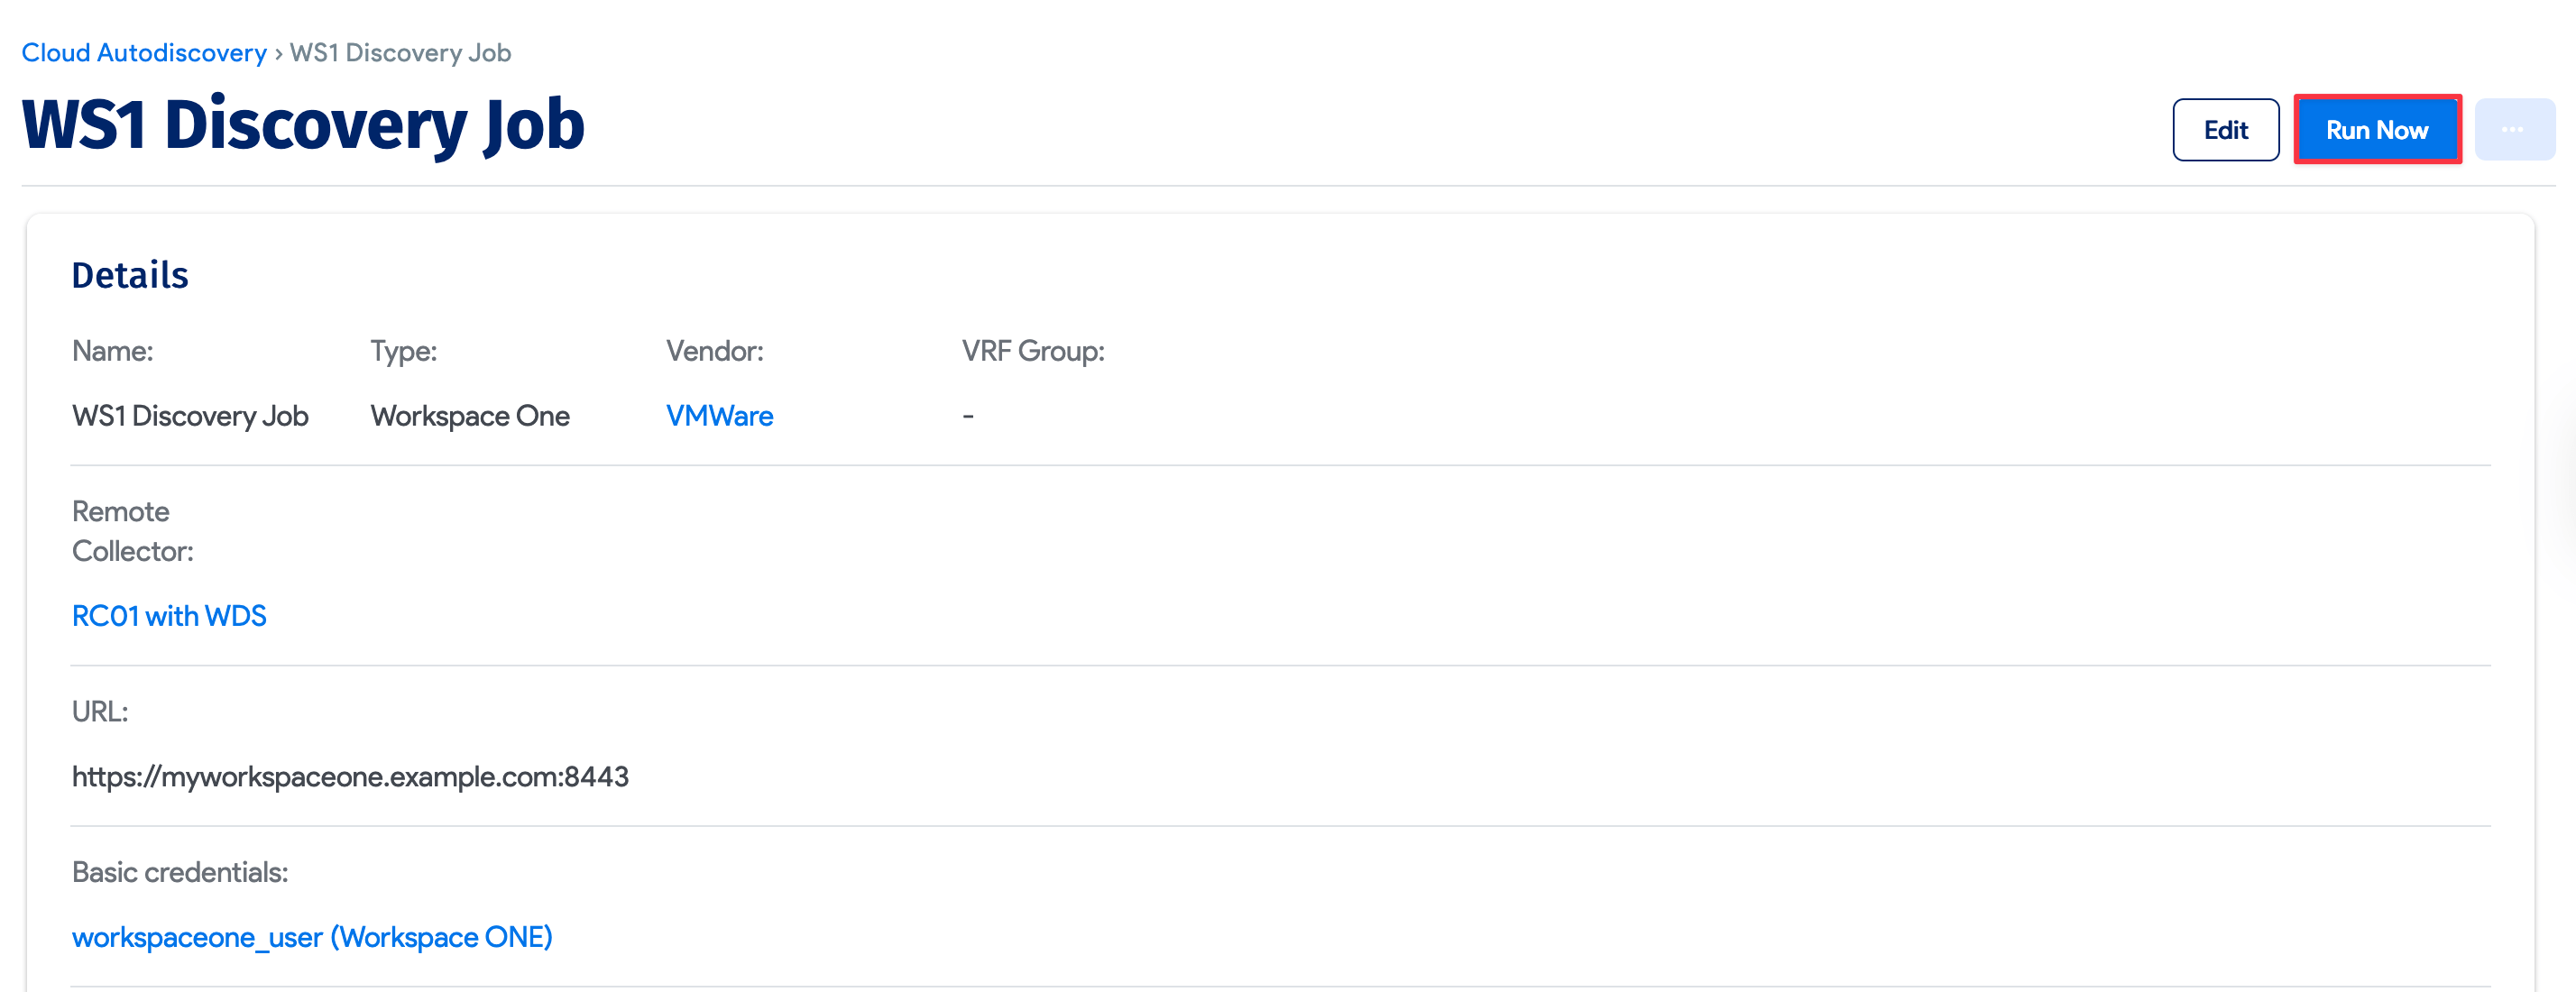 Cloud Autodiscovery › WS1 Discovery Job
WS1 Discovery Job
Edit
Run Now
...
Details
Name:
Type:
Vendor:
VRF Group:
WS1 Discovery Job
Workspace One
VMWare
-
Remote
Collector:
RC01 with WDS
URL:
https://myworkspaceone.example.com:8443
Basic credentials:
workspaceone_user (Workspace ONE)